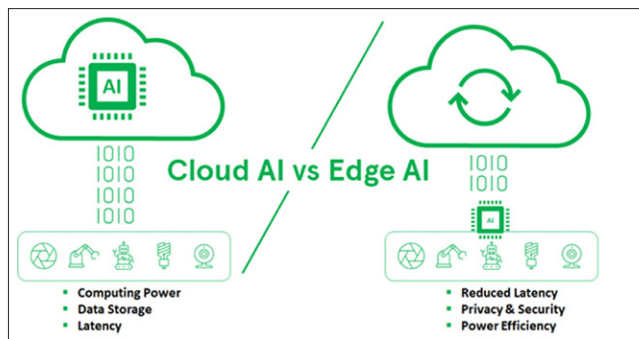 AI
1010
1010
1010
1010
Cloud AI vs Edge AI
Computing Power
Data Storage
Latency
1010
1010
AI
Reduced Latency
Privacy & Security
Power Efficiency